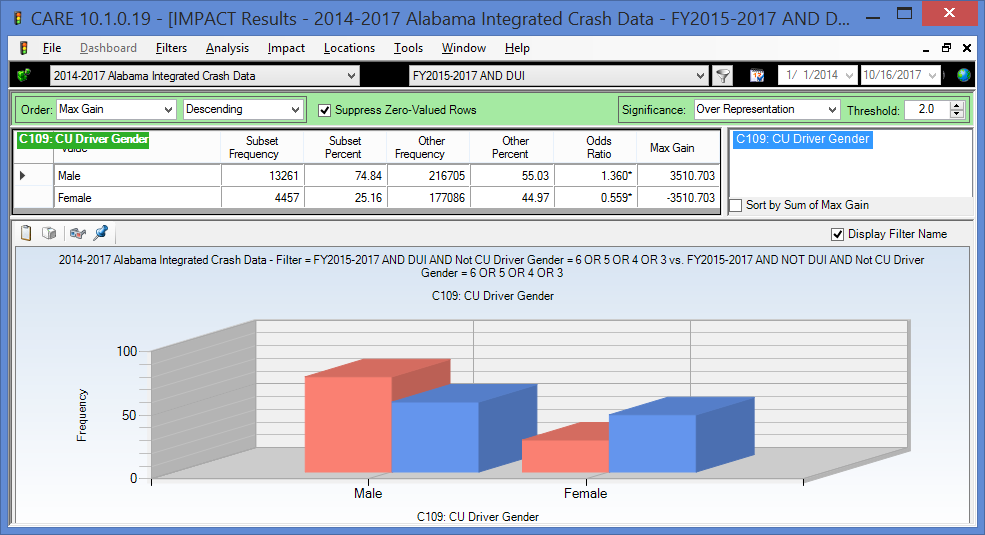 CARE 10.1.0.19 - [IMPACT Results - 2014-2017 Alabama Integrated Crash Data - FY2015-2017 AND D...
File Dashboard Filters Analysis Impact Locations Tools Window Help
2014-2017 Alabama Integrated Crash Data FY2015-2017 AND DUI 1/ 1/2014 10/16/2017
Order: Max Gain Descending Suppress Zero-Valued Rows Significance: Over Representation Threshold: 2.0
C109: CU Driver Gender
Subset Frequency Subset Percent Other Frequency Other Percent Odds Ratio Max Gain
Male 13261 74.84 216705 55.03 1.360* 3510.703
Female 4457 25.16 177086 44.97 0.559* -3510.703
C109: CU Driver Gender
Sort by Sum of Max Gain
Display Filter Name
2014-2017 Alabama Integrated Crash Data - Filter = FY2015-2017 AND DUI AND Not CU Driver Gender = 6 OR 5 OR 4 OR 3 vs. FY2015-2017 AND NOT DUI AND Not CU Driver
Gender = 6 OR 5 OR 4 OR 3
C109: CU Driver Gender
100
50
0
Frequency
Male Female
C109: CU Driver Gender